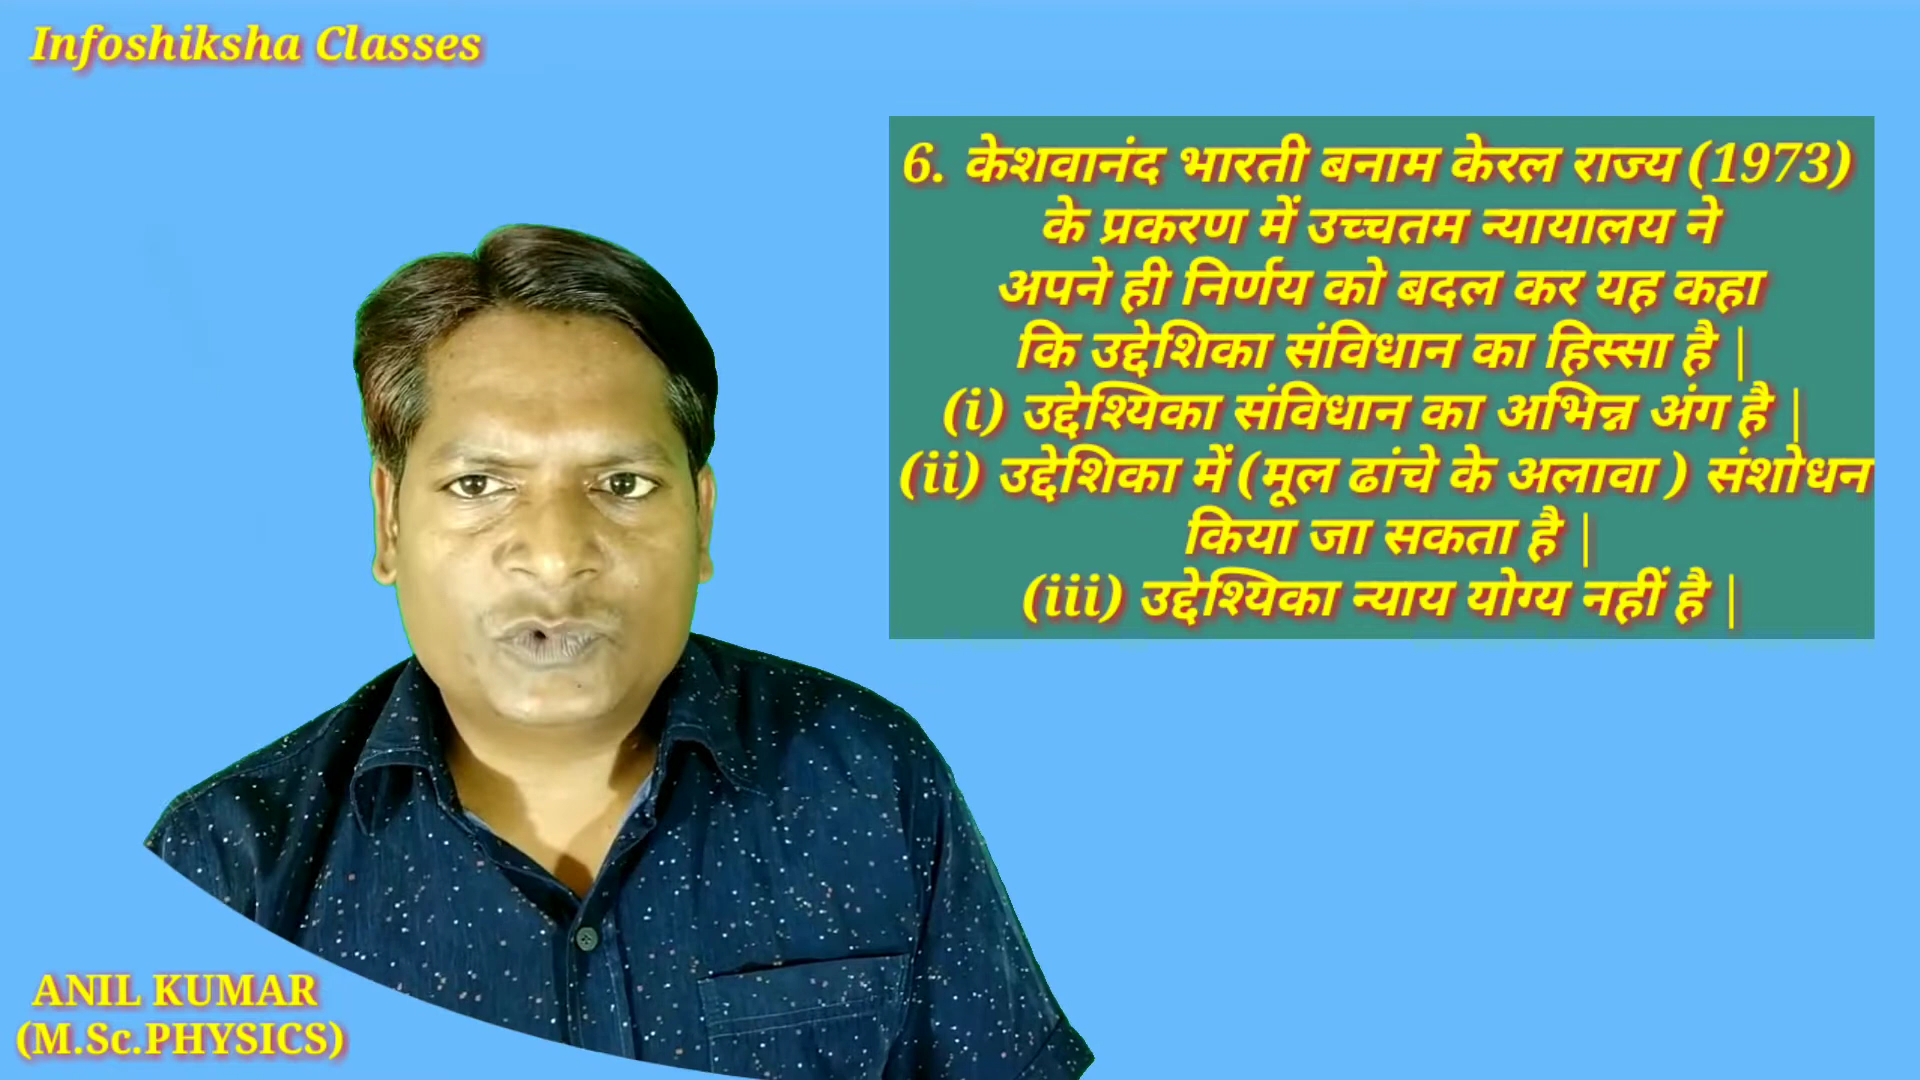 Infoshiksha Classes
6. केशवानंद भारती बनाम केरल राज्य (1973)
के प्रकरण में उच्चतम न्यायालय ने
अपने ही निर्णय को बदल कर यह कहा
कि उद्देशिका संविधान का हिस्सा है |
(i) उद्देश्यिका संविधान का अभिन्न अंग है |
(ii) उद्देशिका में (मूल ढांचे के अलावा ) संशोधन
किया जा सकता है |
(iii) उद्देश्यिका न्याय योग्य नहीं है |
ANIL KUMAR
(M.Sc.PHYSICS)